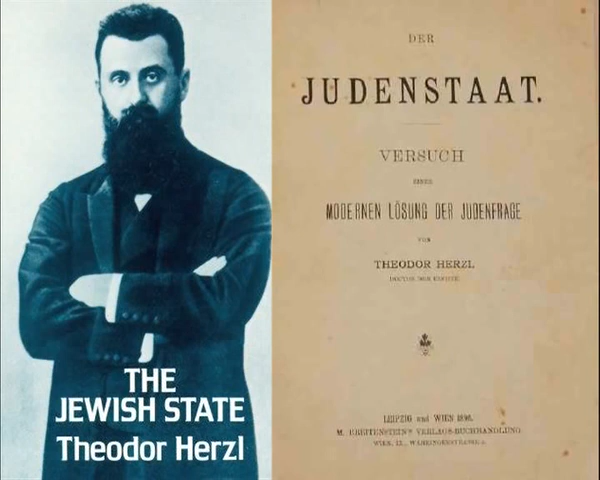 THE
JEWISH STATE
Theodor Herzl
DER
JUDENSTAAT.
VERSUCH
EINER
MODERNEN LÖSUNG DER JUDENFRAGE
VON
THEODOR HERZL
DOCTOR DER RECHTE.
LEIPZIG und WIEN 1896.
M. BREITENSTEIN'S VERLAGS-BUCHHANDLUNG
WIEN, IX., WÄHRINGERSTRASSE 5.